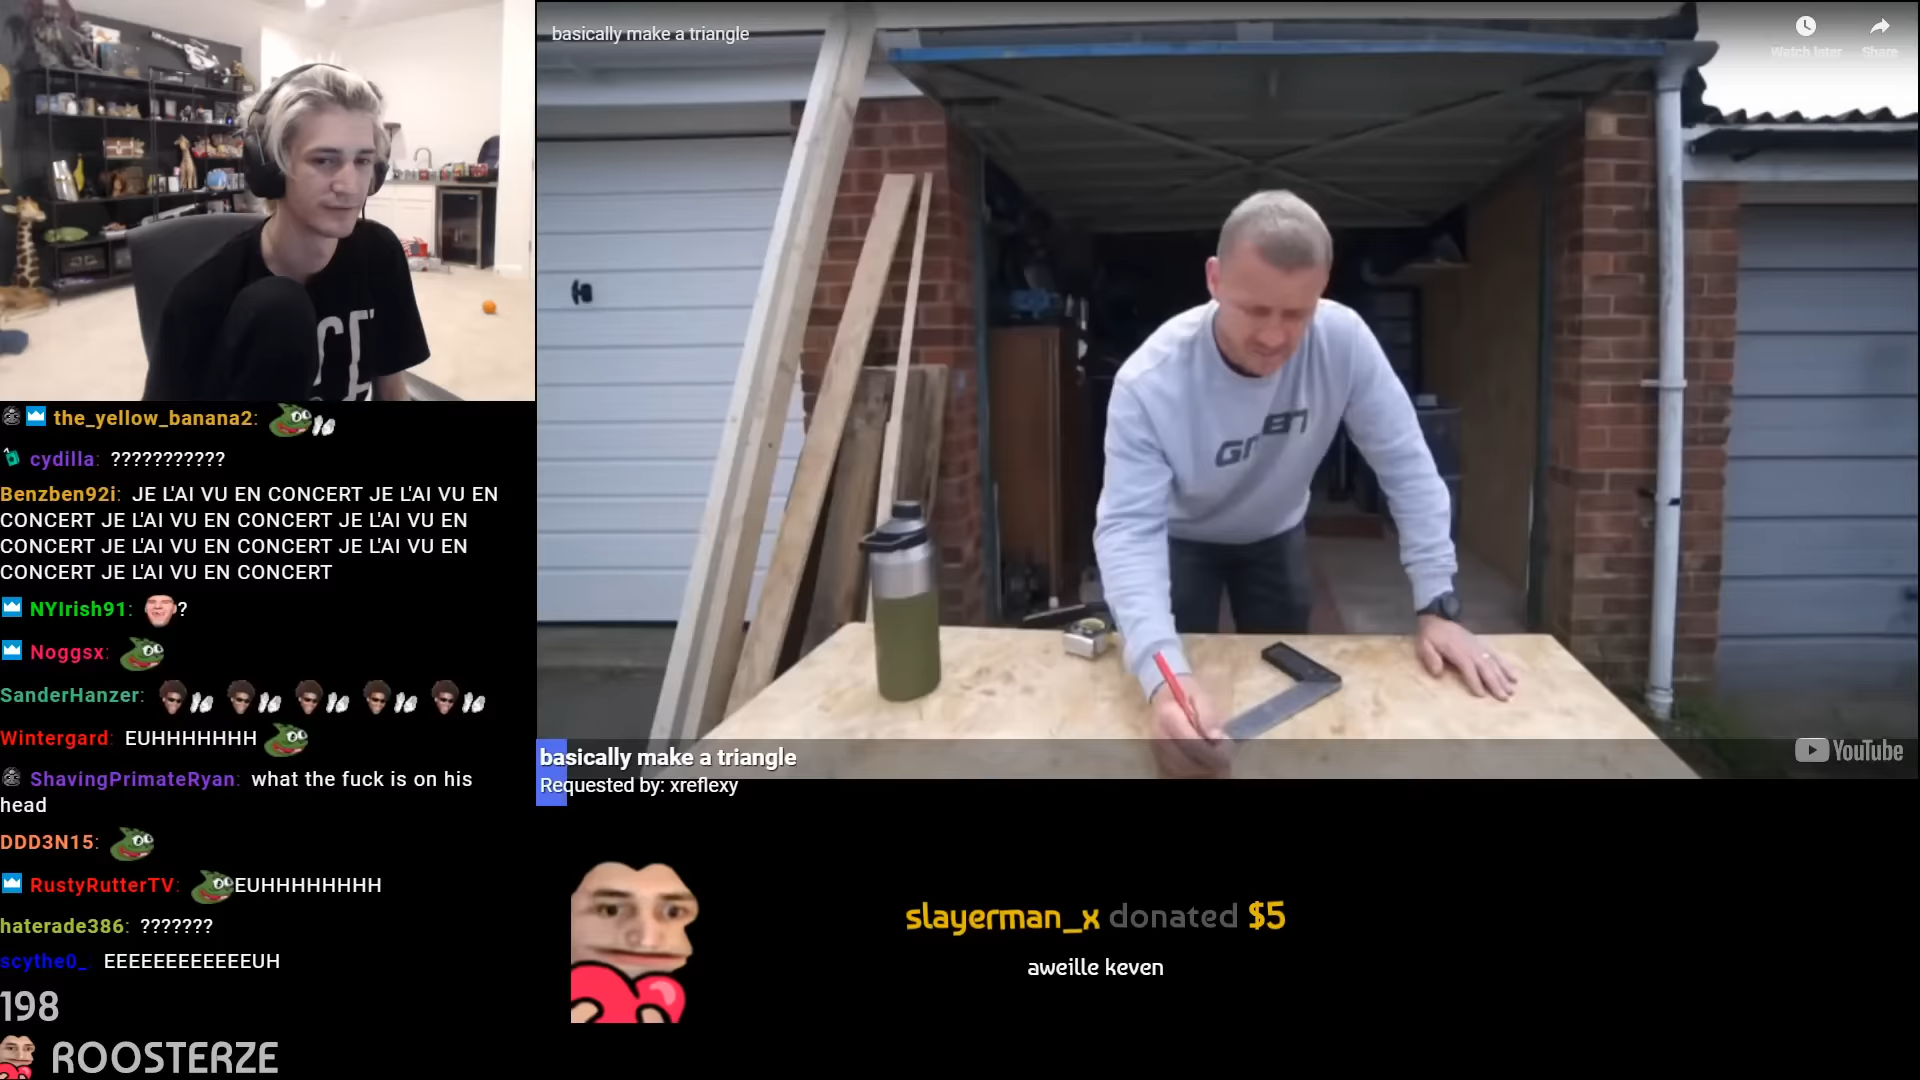 basically make a triangle
Watch later
Share
the_yellow_banana2:
cydilla: ???????????
Benzben92i: JE L'AI VU EN CONCERT JE L'AI VU EN
CONCERT JE L'AI VU EN CONCERT JE L'AI VU EN
CONCERT JE L'AI VU EN CONCERT JE L'AI VU EN
CONCERT JE L'AI VU EN CONCERT
NYIrish91: ?
Noggsx:
SanderHanzer:
Wintergard: EUHHHHHHH
ShavingPrimateRyan: what the fuck is on his
head
DDD3N15:
RustyRutterTV: EUHHHHHHHH
haterade386: ???????
scythe0_: EEEEEEEEEEEEUH
198
ROOSTERZE
YouTube
basically make a triangle
Requested by: xreflexy
slayerman_x donated $5
aweille keven